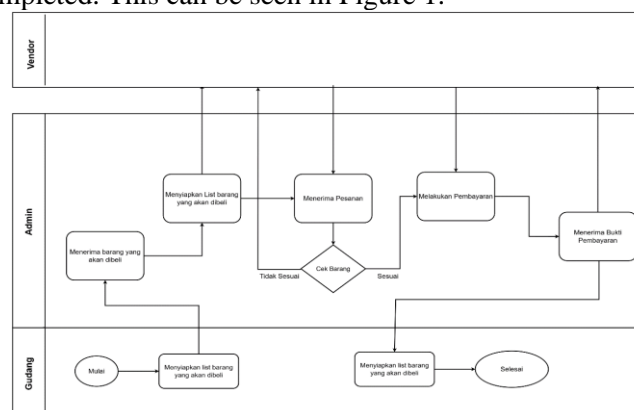 mpleted. This can be seen in Figure 1.
Vendor
Admin
Menyiapkan List barang
yang akan dibeli
Menerima Pesanan
Melakukan Pembayaran
Menerima Bukti
Pembayaran
Menerima barang yang
akan dibeli
Cek Barang
Tidak Sesuai
Sesuai
Gudang
Mulai
Menyiapkan list barang
yang akan dibeli
Menyiapkan list barang
yang akan dibeli
Selesai